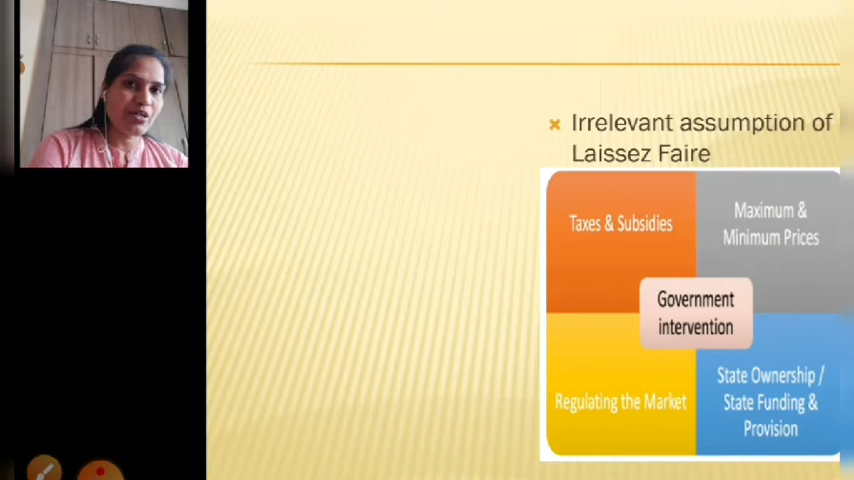 Irrelevant assumption of
Laissez Faire
Taxes & Subsidies
Maximum &
Minimum Prices
Government
intervention
Regulating the Market
State Ownership /
State Funding &
Provision